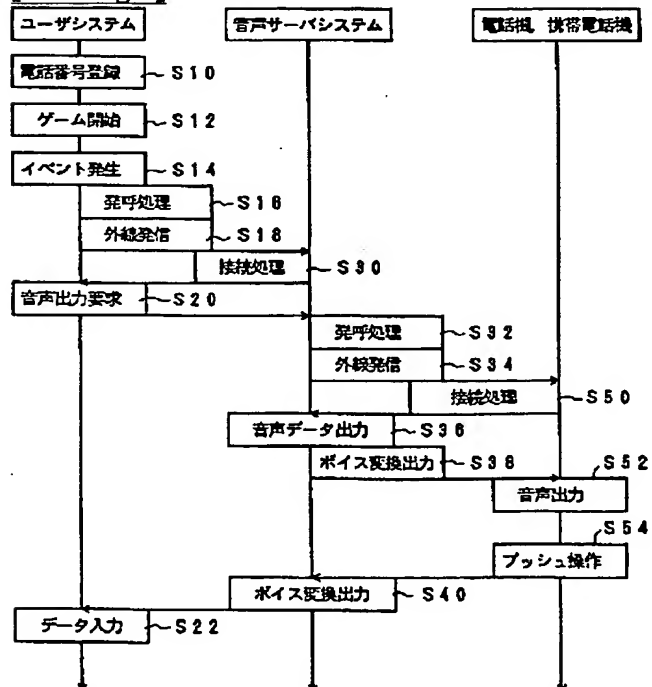 ユーザシステム 音声サーバシステム 電話機 携帯電話機
電話番号登録 S10
ゲーム開始 S12
イベント発生 S14
発呼処理 S16
外線発信 S18
接続処理 S30
音声出力要求 S20
発呼処理 S32
外線発信 S34
接続処理 S50
音声データ出力 S36
ボイス変換出力 S38 S52
音声出力
S54
プッシュ操作
ボイス変換出力 S40
データ入力 S22